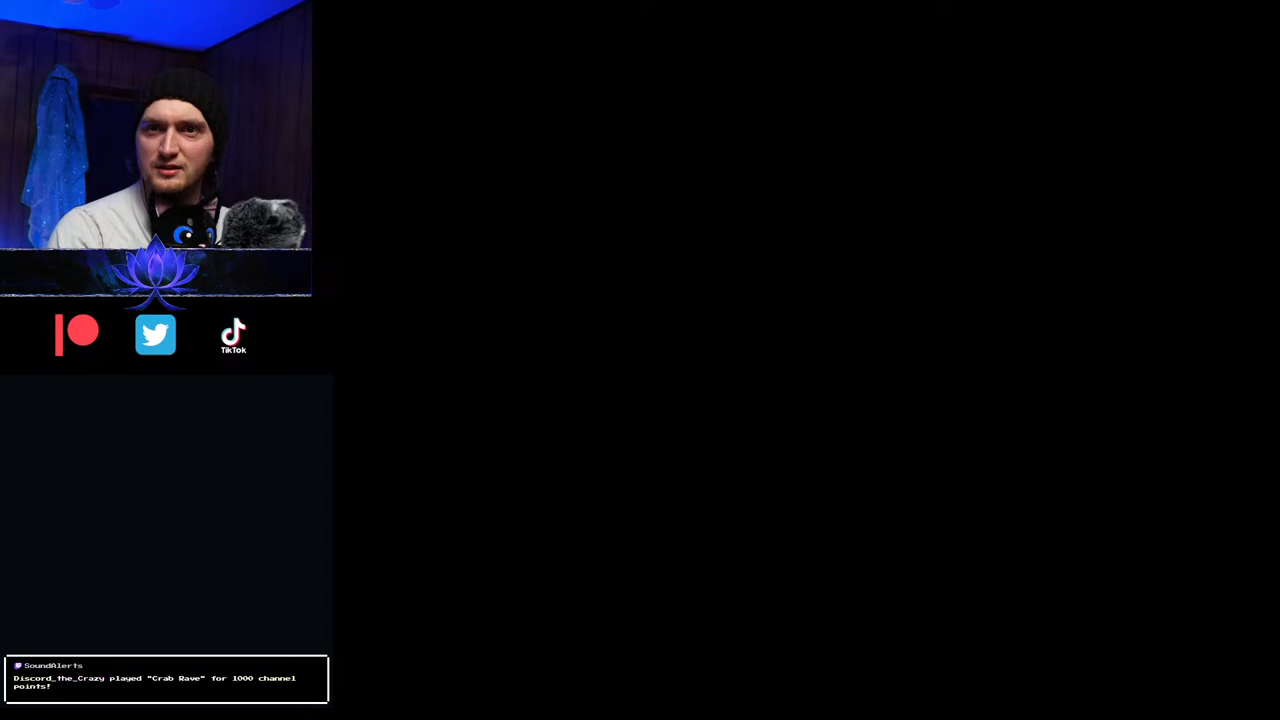 TikTok
SoundAlerts
Discord_the_Crazy played "Crab Rave" for 1000 channel
points!